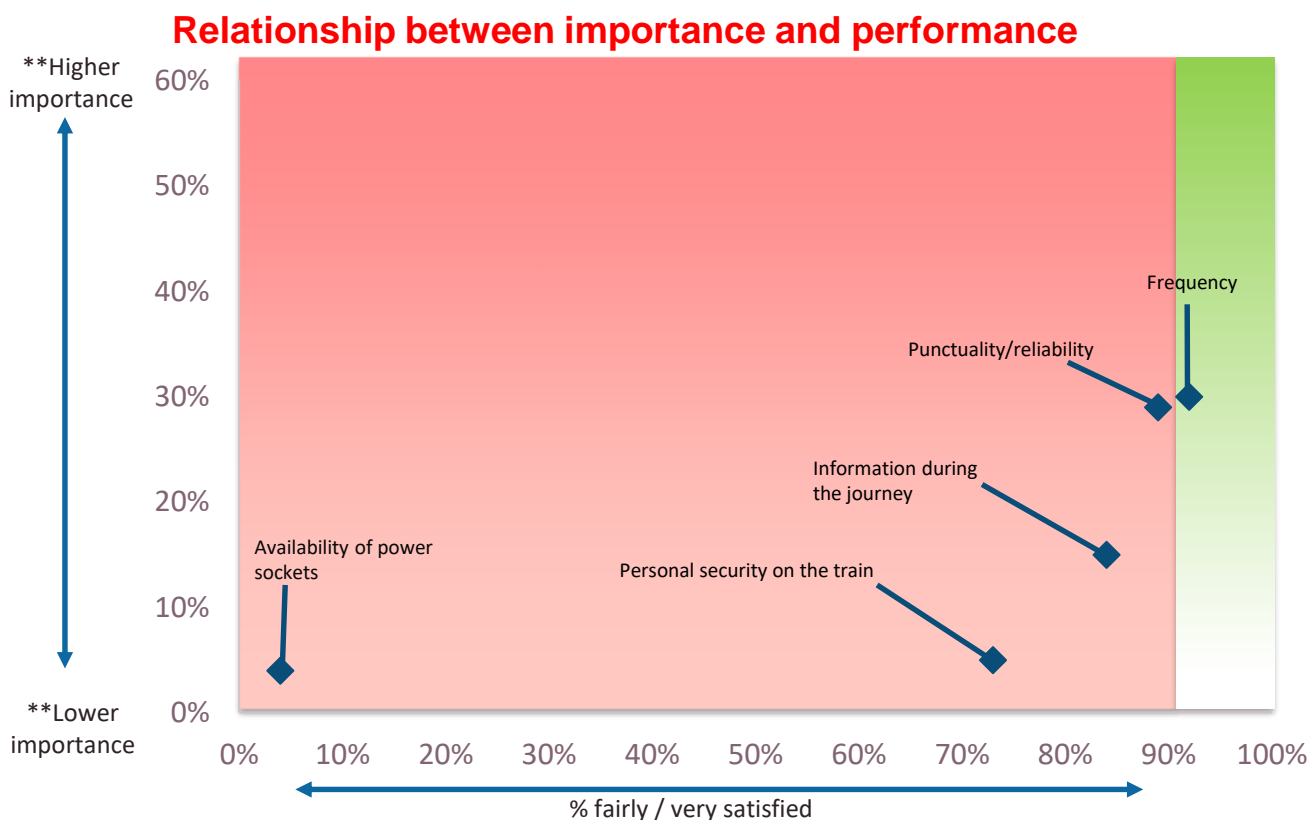 Relationship between importance and performance
**Higher
importance
60%
50%
40%
30%
20%
10%
0%
**Lower
importance
Frequency
Punctuality/reliability
Information during
the journey
Availability of power
sockets
Personal security on the train
0% 10% 20% 30% 40% 50% 60% 70% 80% 90% 100%
% fairly / very satisfied